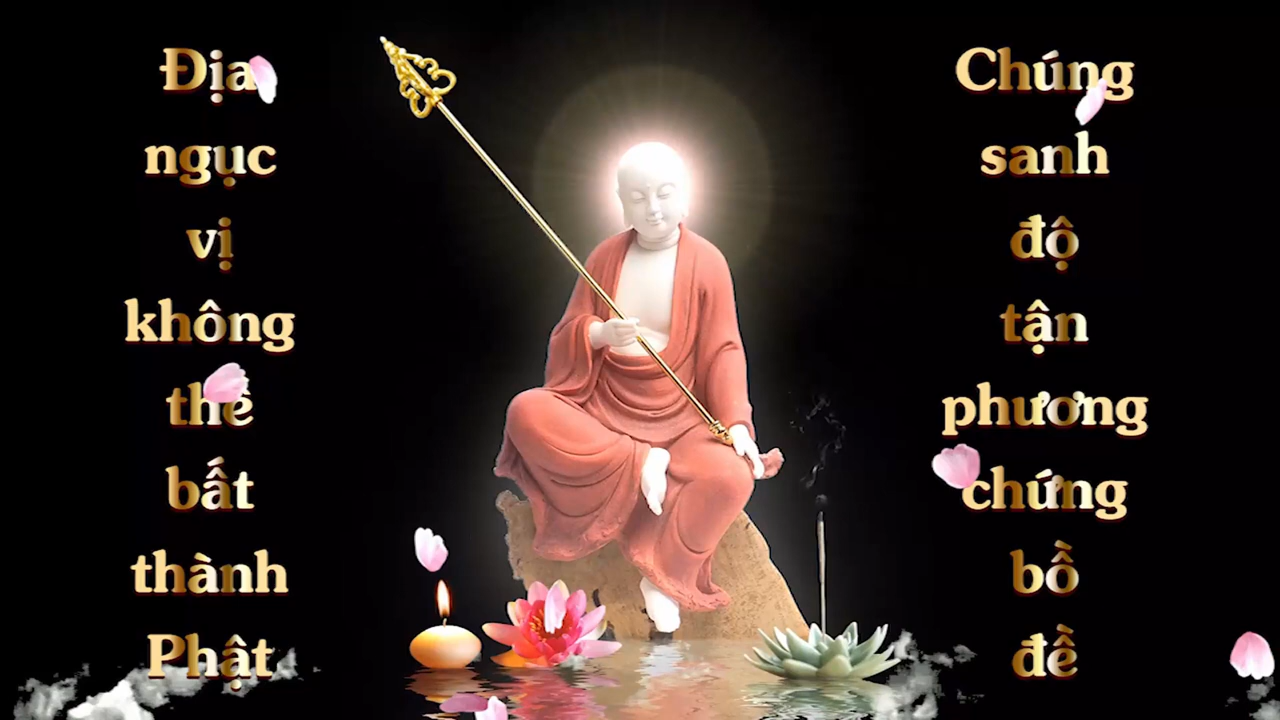 Địa
ngục
vị
không
thề
bất
thành
Phật
Chúng
sanh
độ
tận
phương
chứng
bồ
đề